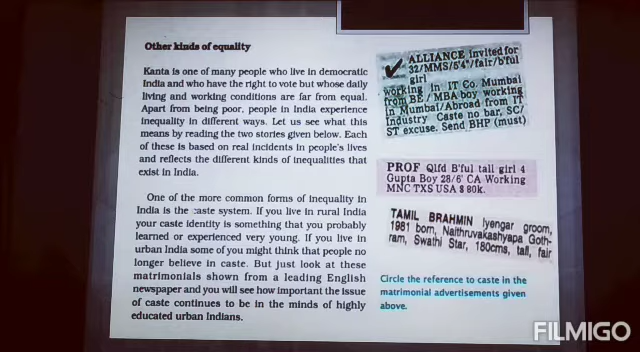 Other kinds of equality
Kanta is one of many people who live in democratic
India and who have the right to vote but whose daily
living and working conditions are far from equal.
Apart from being poor, people in India experience
inequality in different ways. Let us see what this
means by reading the two stories given below. Each
of these is based on real incidents in people's lives
and reflects the different kinds of inequalities that
exist in India.
One of the more common forms of inequality in
India is the caste system. If you live in rural India
your caste identity is something that you probably
learned or experienced very young. If you live in
urban India some of you might think that people no
longer believe in caste. But just look at these
matrimonials shown from a leading English
newspaper and you will see how important the issue
of caste continues to be in the minds of highly
educated urban Indians.
ALLIANCE invited for
32/MMS/5'4"/fair/b'ful
girl
working in IT Co. Mumbai
from BE / MBA boy working
in Mumbai/Abroad from IT
Industry Caste no bar, SC/
ST excuse. Send BHP (must)
PROF Qlfd B'ful tall girl 4
Gupta Boy 28/6' CA Working
MNC TXS USA $ 80k.
TAMIL BRAHMIN Iyengar groom,
1981 born, Naithruvakashyapa Goth-
ram, Swathi Star, 180cms, tall, fair
Circle the reference to caste in the
matrimonial advertisements given
above.
FILMIGO